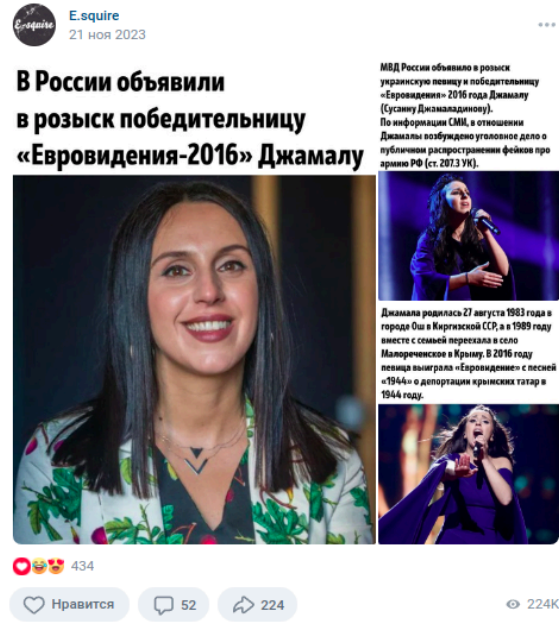 E.squire
E.squire
21 ноя 2023
В России объявили
в розыск победительницу
«Евровидения-2016» Джамалу
МВД России объявило в розыск
украинскую певицу и победительницу
«Евровидения» 2016 года Джамалу
(Сусанну Джамаладинову).
По информации СМИ, в отношении
Джамалы возбуждено уголовное дело о
публичном распространении фейков про
армию РФ (ст. 207.3 УК).
Джамала родилась 27 августа 1983 года в
городе Ош в Киргизской ССР, а в 1989 году
вместе с семьей переехала в село
Малореченское в Крыму. В 2016 году
певица выиграла «Евровидение» с песней
«1944» о депортации крымских татар в
1944 году.
434
Нравится
52
224
224K